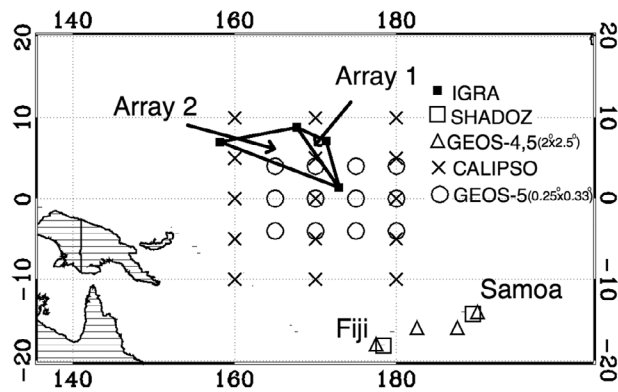 140 160 180
20 20
Array 1
Array 2
10 10
0 0
-10 -10
-20 -20
IGRA
SHADOZ
GEOS-4,5(2°x2.5°)
CALIPSO
GEOS-5(0.25°x0.33°)
Samoa
Fiji
140 160 180